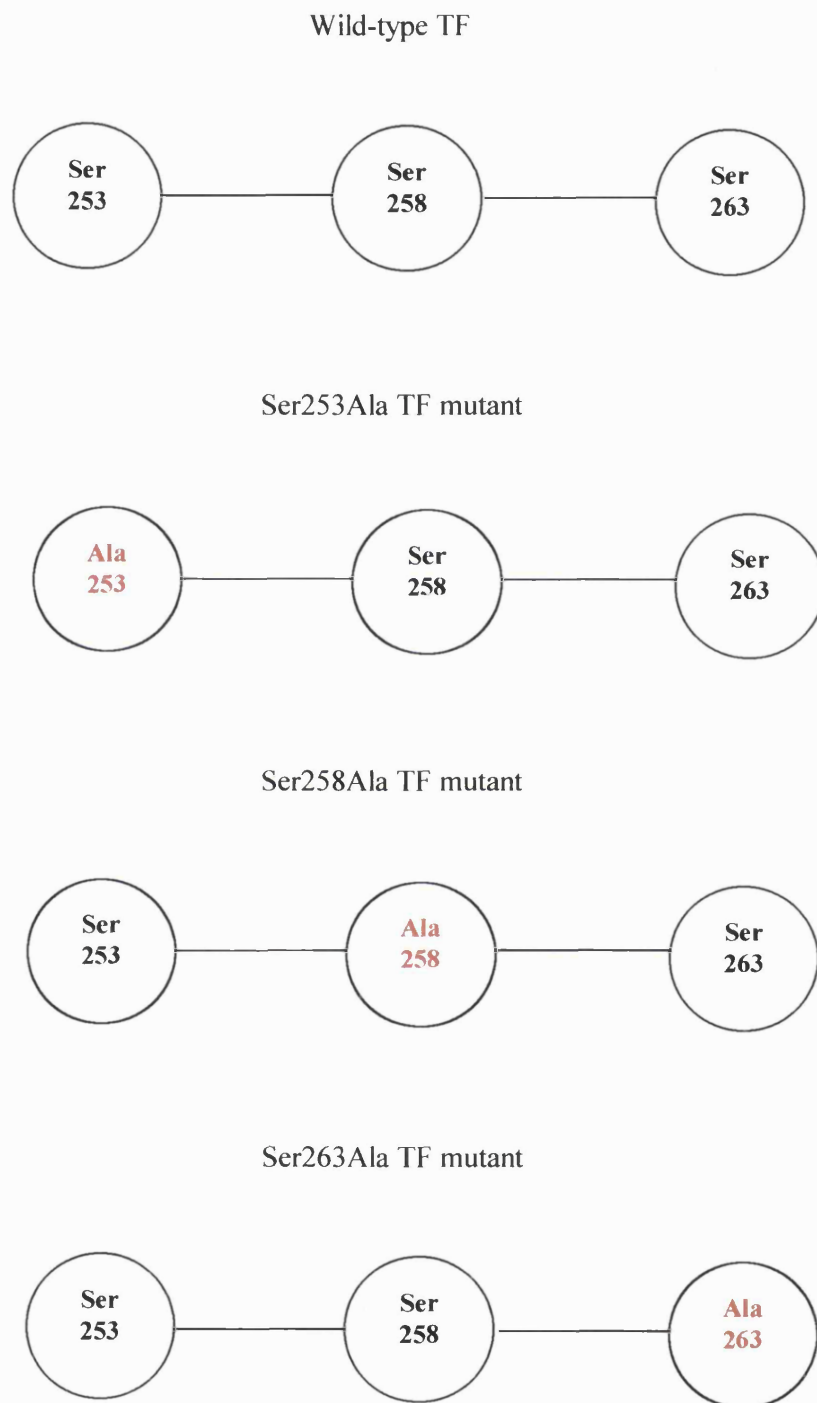 Wild-type TF
Ser
253
Ser
258
Ser
263
Ser253Ala TF mutant
Ala
253
Ser
258
Ser
263
Ser258Ala TF mutant
Ser
253
Ala
258
Ser
263
Ser263Ala TF mutant
Ser
253
Ser
258
Ala
263